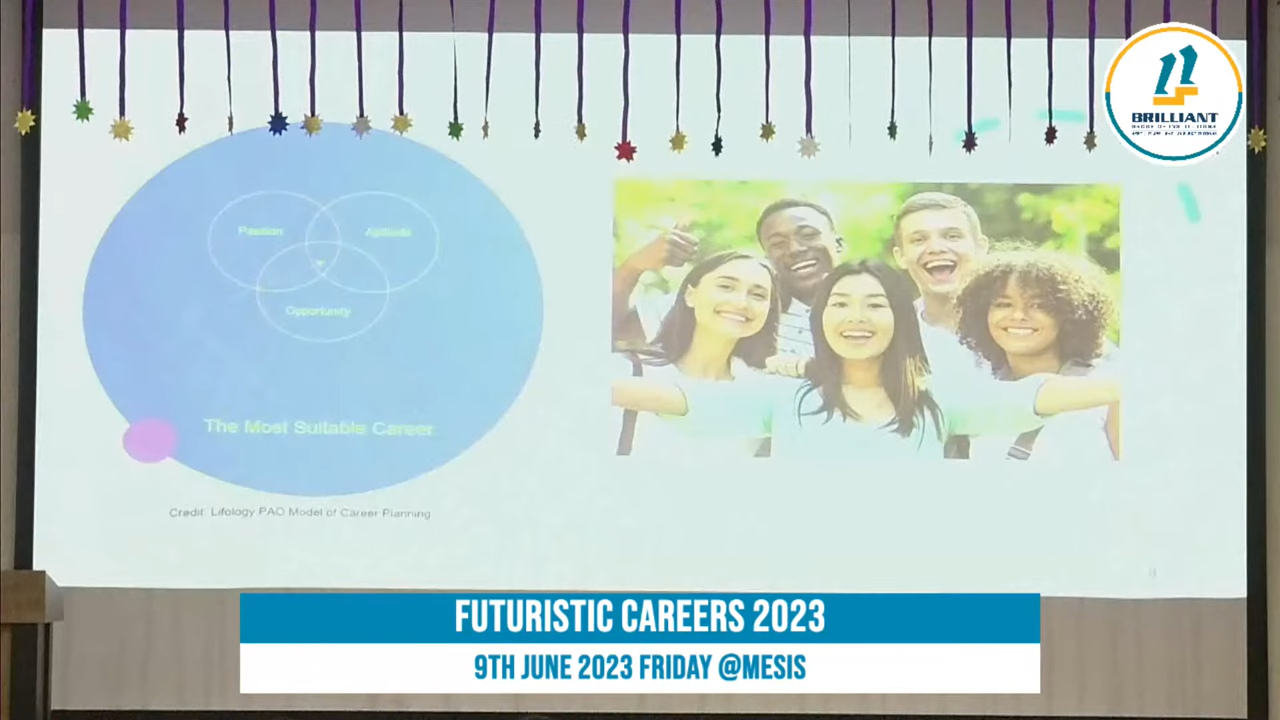 BRILLIANT
Passion
Aptitude
Opportunity
The Most Suitable Career
Credit: Lifology PAO Model of Career Planning
FUTURISTIC CAREERS 2023
9TH JUNE 2023 FRIDAY @MESIS